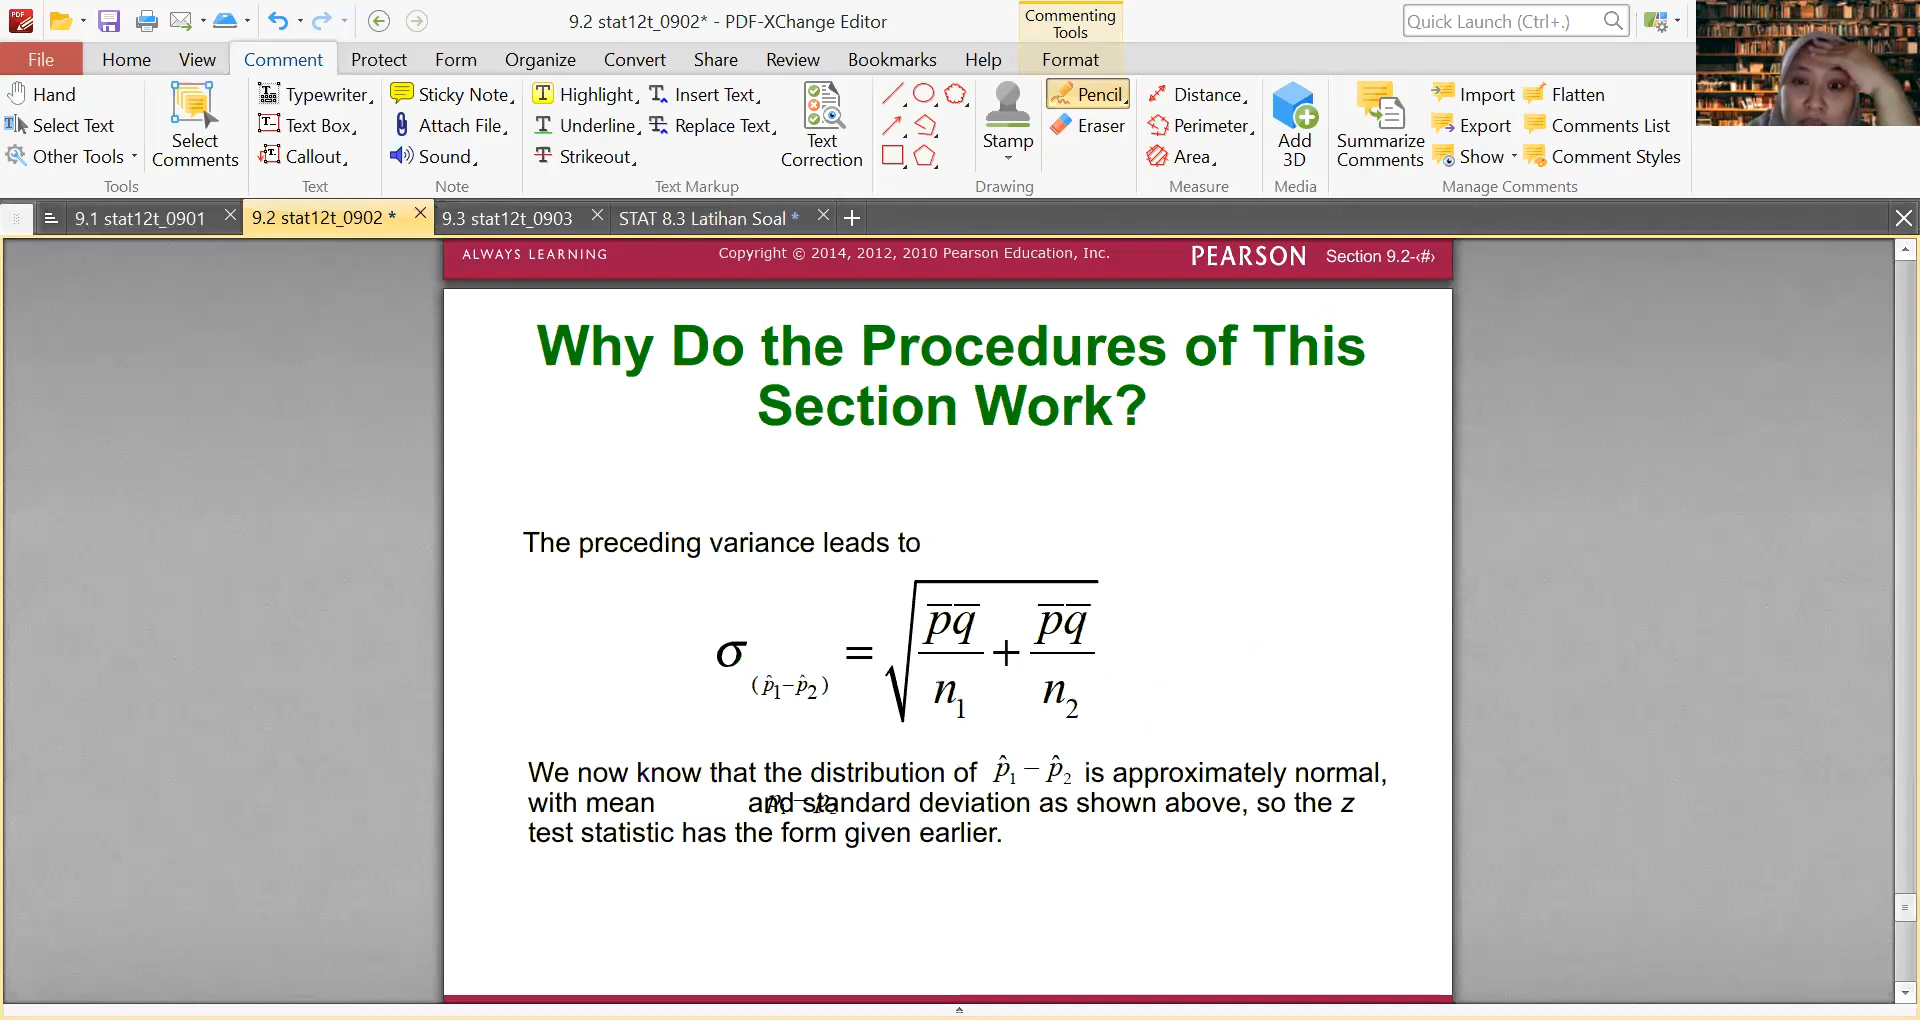 9.2 stat12t_0902* - PDF-XChange Editor
Commenting Tools
Quick Launch (Ctrl+.)
File Home View Comment Protect Form Organize Convert Share Review Bookmarks Help Format
Hand
Select Text
Other Tools
Select Comments
Tools
Typewriter
Text Box
Callout
Text
Sticky Note
Attach File
Sound
Note
Highlight
Underline
Strikeout
Insert Text
Replace Text
Text Correction
Text Markup
Stamp
Drawing
Pencil
Eraser
Distance
Perimeter
Area
Measure
Add 3D
Media
Summarize Comments
Import
Export
Show
Flatten
Comments List
Comment Styles
Manage Comments
9.1 stat12t_0901
9.2 stat12t_0902 *
9.3 stat12t_0903
STAT 8.3 Latihan Soal *
ALWAYS LEARNING Copyright © 2014, 2012, 2010 Pearson Education, Inc. PEARSON Section 9.2-‹#›
Why Do the Procedures of This
Section Work?
The preceding variance leads to
σ(p̂₁−p̂₂) = √(p̅q̅/n₁ + p̅q̅/n₂)
We now know that the distribution of p̂₁ − p̂₂ is approximately normal,
with mean p₁ − p₂ and standard deviation as shown above, so the z
test statistic has the form given earlier.